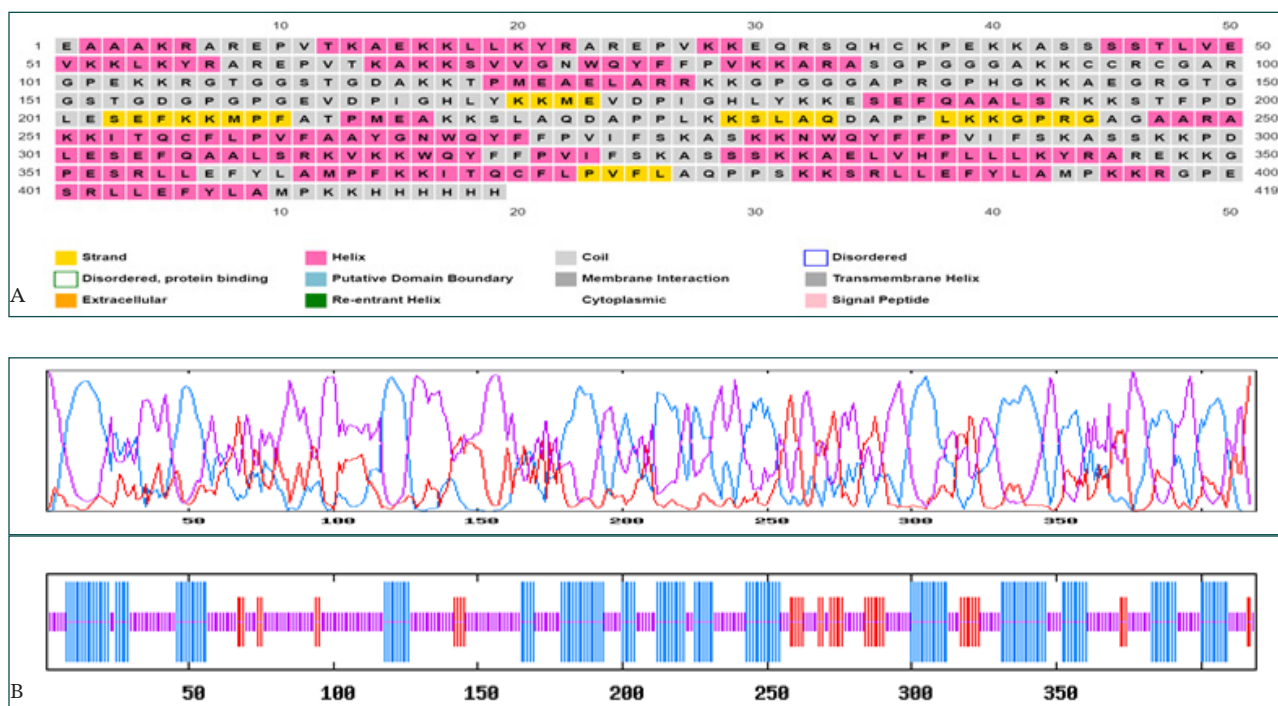 10 20 30 40 50
1 E A A A K R A R E P V T K A E K K L L K Y R A R E P V K K E Q R S Q H C K P E K K A S S S S T L V E 50
51 V K K L K Y R A R E P V T K A K K S V V G N W Q Y F F P V K K A R A S G P G G G A K K C C R C G A R 100
101 G P E K K R G T G G S T G D A K K T P M E A E L A R R K K G P G G G A P R G P H G K K A E G R G T G 150
151 G S T G D G P G P G E V D P I G H L Y K K M E V D P I G H L Y K K E S E F Q A A L S R K K S T F P D 200
201 L E S E F K K M P F A T P M E A K K S L A Q D A P P L K K S L A Q D A P P L K K G P R G A G A A R A 250
251 K K I T Q C F L P V F A A Y G N W Q Y F F P V I F S K A S K K N W Q Y F F P V I F S K A S S K K P D 300
301 L E S E F Q A A L S R K V K K W Q Y F F P V I F S K A S S S K K A E L V H F L L L K Y R A R E K K G 350
351 P E S R L L E F Y L A M P F K K I T Q C F L P V F L A Q P P S K K S R L L E F Y L A M P K K R G P E 400
401 S R L L E F Y L A M P K K H H H H H H 419
10 20 30 40 50
Strand Helix Coil Disordered
Disordered, protein binding Putative Domain Boundary Membrane Interaction Transmembrane Helix
Extracellular Re-entrant Helix Cytoplasmic Signal Peptide
A
50 100 150 200 250 300 350
50 100 150 200 250 300 350
B